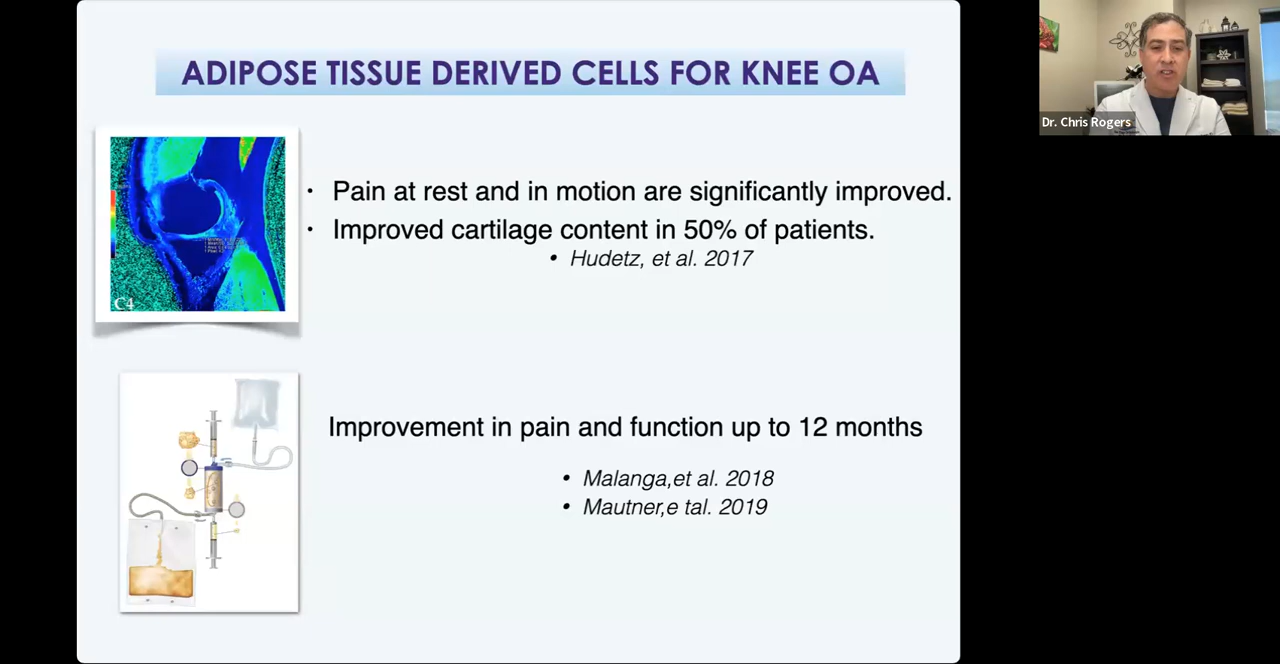 ADIPOSE TISSUE DERIVED CELLS FOR KNEE OA
• Pain at rest and in motion are significantly improved.
• Improved cartilage content in 50% of patients.
• Hudetz, et al. 2017
C4
Improvement in pain and function up to 12 months
• Malanga,et al. 2018
• Mautner,e tal. 2019
Dr. Chris Rogers